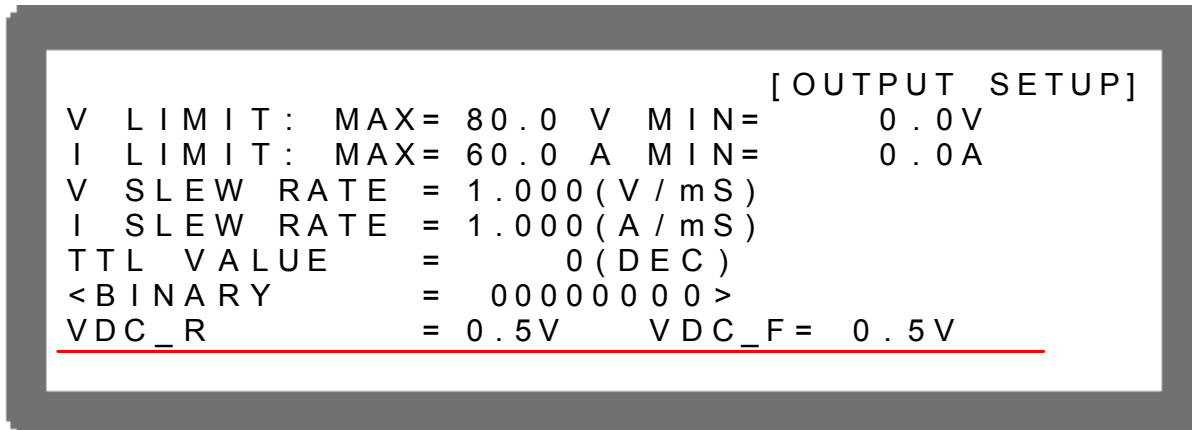 [OUTPUT SETUP]
V LIMIT: MAX= 80.0 V MIN= 0.0V
I LIMIT: MAX= 60.0 A MIN= 0.0A
V SLEW RATE = 1.000(V/mS)
I SLEW RATE = 1.000(A/mS)
TTL VALUE = 0(DEC)
<BINARY = 00000000>
VDC_R = 0.5V VDC_F= 0.5V